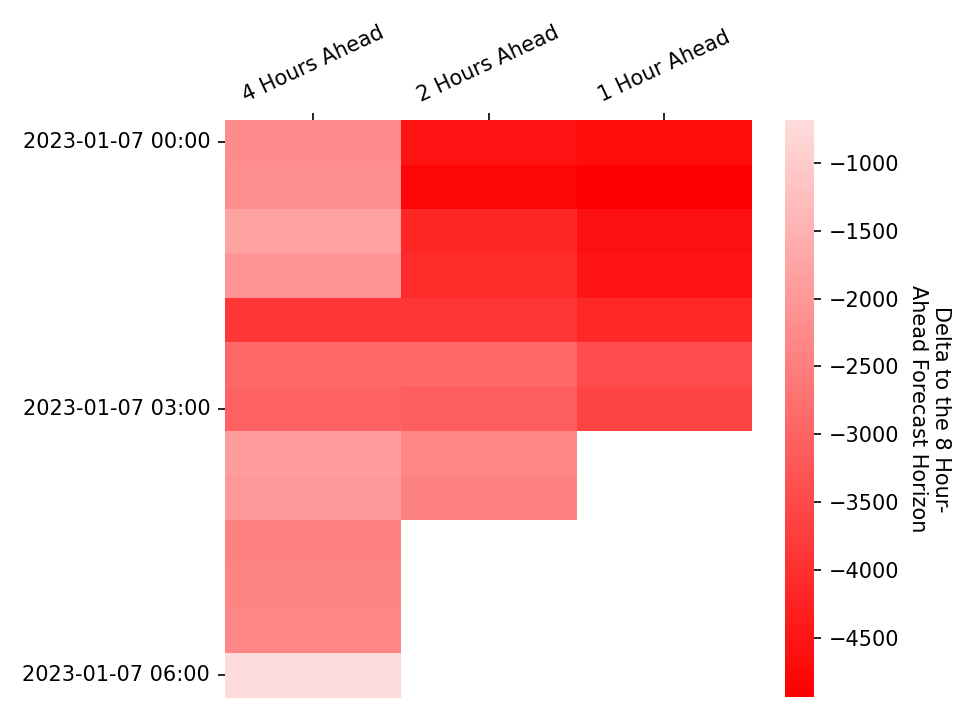 4 Hours Ahead
2 Hours Ahead
1 Hour Ahead
2023-01-07 00:00
2023-01-07 03:00
2023-01-07 06:00
−1000
−1500
−2000
−2500
−3000
−3500
−4000
−4500
Delta to the 8 Hour-
Ahead Forecast Horizon